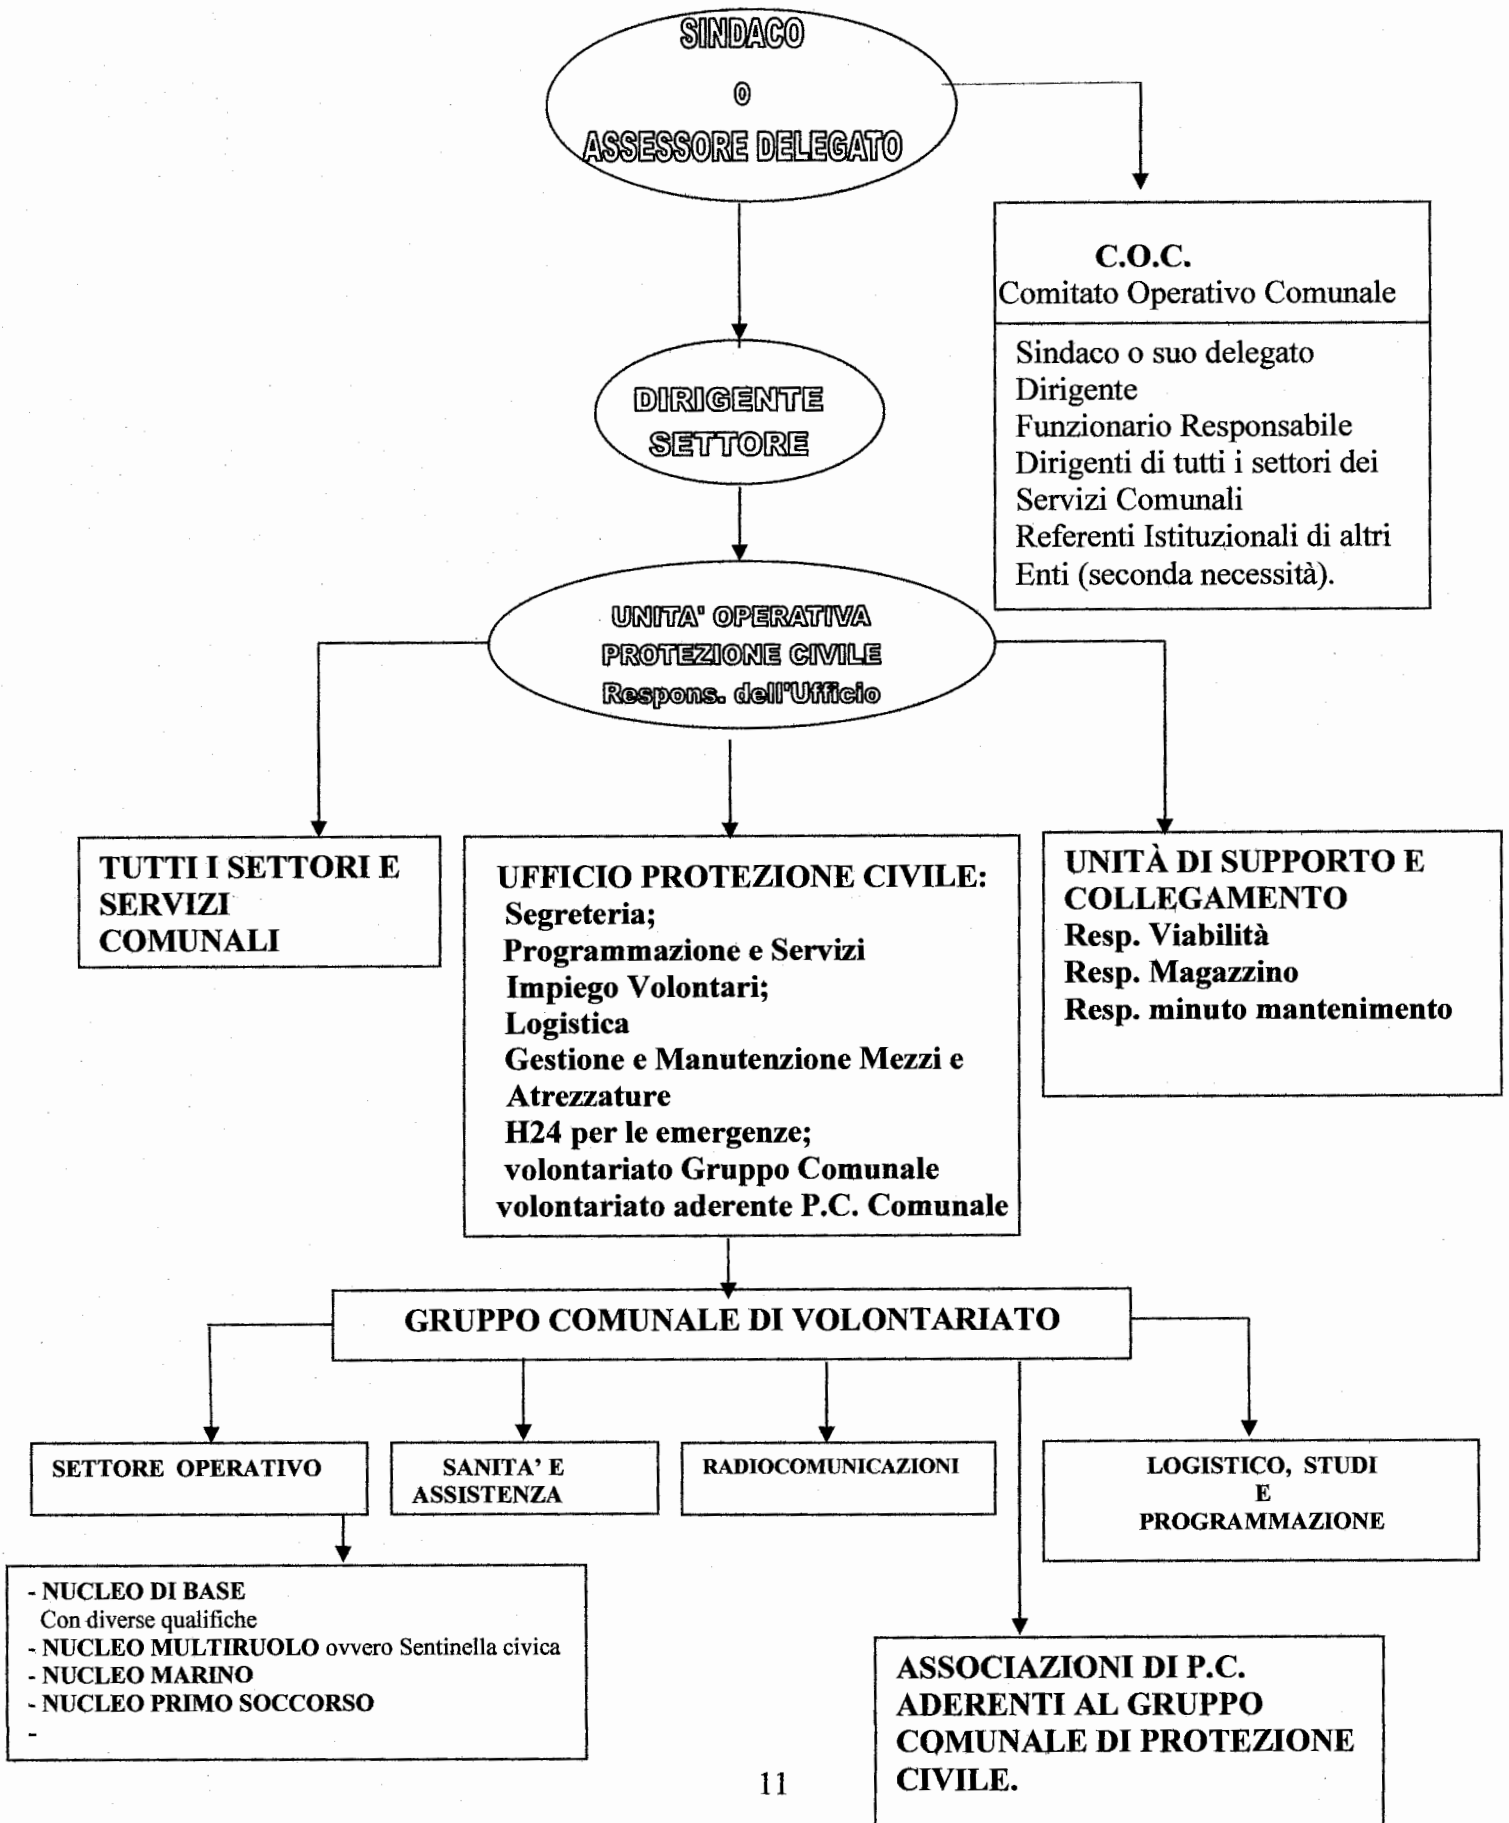 SINDACO
O
ASSESSORE DELEGATO
C.O.C.
Comitato Operativo Comunale
Sindaco o suo delegato
Dirigente
Funzionario Responsabile
Dirigenti di tutti i settori dei
Servizi Comunali
Referenti Istituzionali di altri
Enti (seconda necessità).
DIRIGENTE
SETTORE
UNITA' OPERATIVA
PROTEZIONE CIVILE
Respons. dell'Ufficio
TUTTI I SETTORI E
SERVIZI
COMUNALI
UFFICIO PROTEZIONE CIVILE:
Segreteria;
Programmazione e Servizi
Impiego Volontari;
Logistica
Gestione e Manutenzione Mezzi e
Atrezzature
H24 per le emergenze;
volontariato Gruppo Comunale
volontariato aderente P.C. Comunale
UNITÀ DI SUPPORTO E
COLLEGAMENTO
Resp. Viabilità
Resp. Magazzino
Resp. minuto mantenimento
GRUPPO COMUNALE DI VOLONTARIATO
SETTORE OPERATIVO
SANITA' E
ASSISTENZA
RADIOCOMUNICAZIONI
LOGISTICO, STUDI
E
PROGRAMMAZIONE
- NUCLEO DI BASE
Con diverse qualifiche
- NUCLEO MULTIRUOLO ovvero Sentinella civica
- NUCLEO MARINO
- NUCLEO PRIMO SOCCORSO
-
ASSOCIAZIONI DI P.C.
ADERENTI AL GRUPPO
COMUNALE DI PROTEZIONE
CIVILE.
11